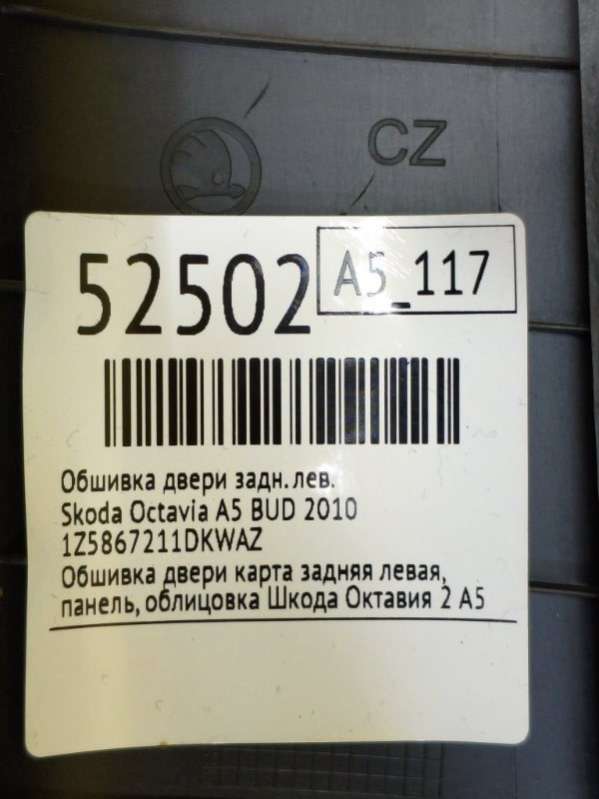 CZ
52502
A5_117
Обшивка двери задн. лев.
Skoda Octavia A5 BUD 2010
1Z5867211DKWAZ
Обшивка двери карта задняя левая,
панель, облицовка Шкода Октавия 2 A5